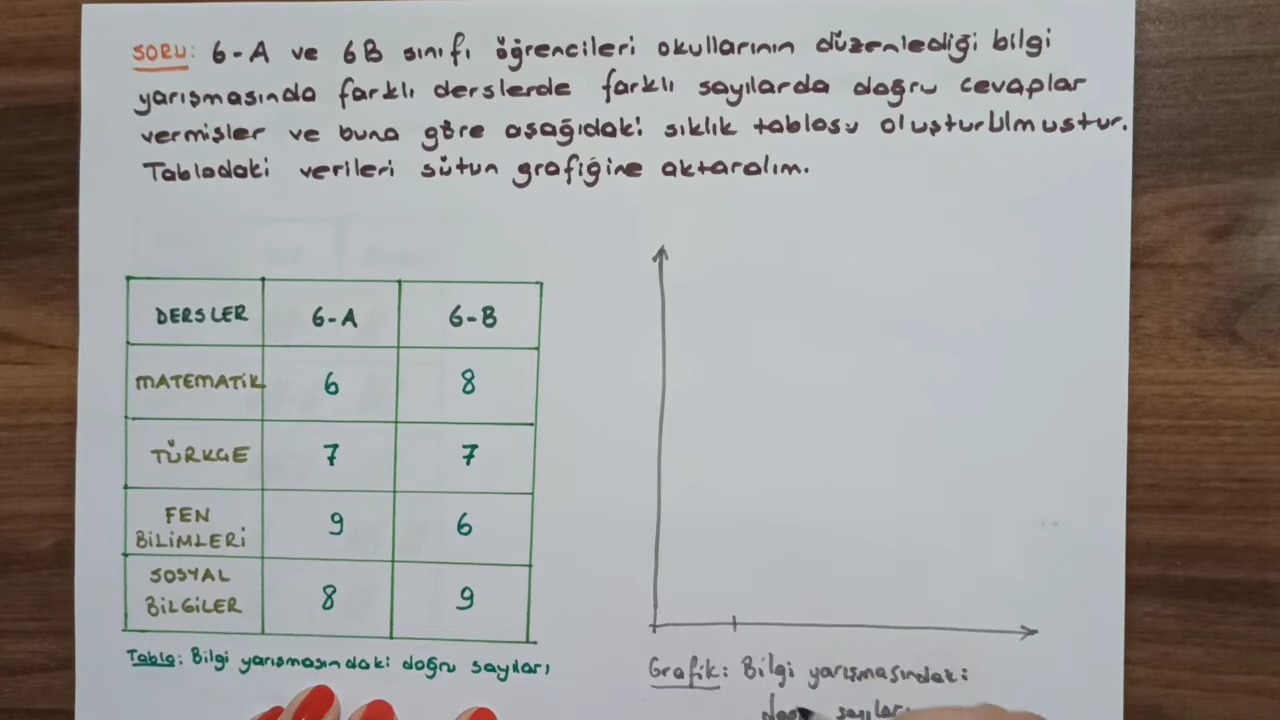 SORU: 6-A ve 6B sınıfı öğrencileri okullarının düzenlediği bilgi
yarışmasında farklı derslerde farklı sayılarda doğru cevaplar
vermişler ve buna göre aşağıdaki sıklık tablosu oluşturulmuştur.
Tablodaki verileri sütun grafiğine aktaralım.
DERSLER 6-A 6-B
MATEMATİK 6 8
TÜRKGE 7 7
FEN
BİLİMLERİ 9 6
SOSYAL
BİLGİLER 8 9
Tablo: Bilgi yarışmasındaki doğru sayıları
Grafik: Bilgi yarışmasındaki